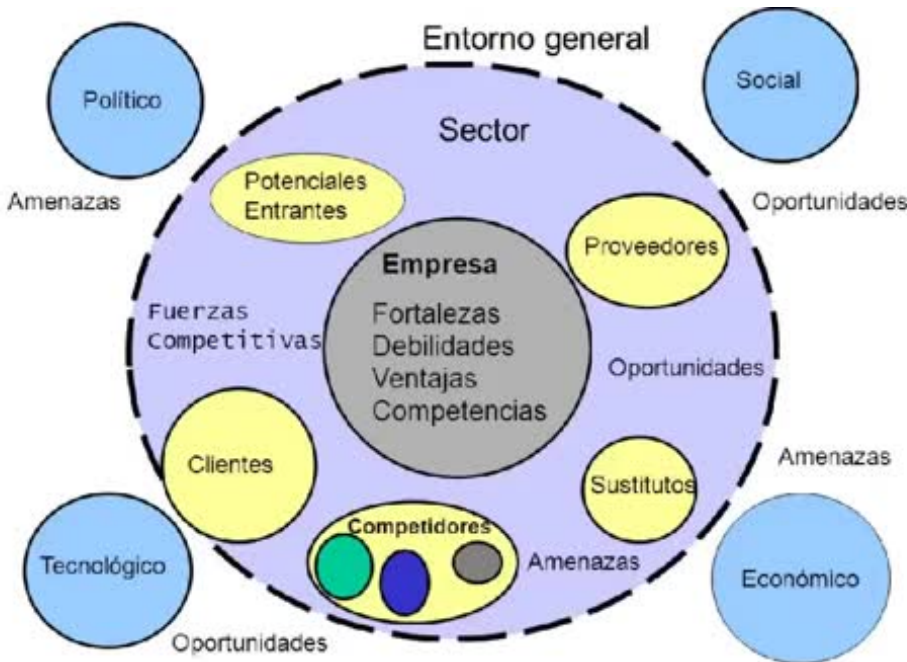 Entorno general
Político
Social
Sector
Potenciales
Entrantes
Amenazas
Oportunidades
Proveedores
Empresa
Fortalezas
Debilidades
Ventajas
Competencias
Fuerzas
Competitivas
Oportunidades
Clientes
Amenazas
Sustitutos
Competidores
Amenazas
Tecnológico
Económico
Oportunidades